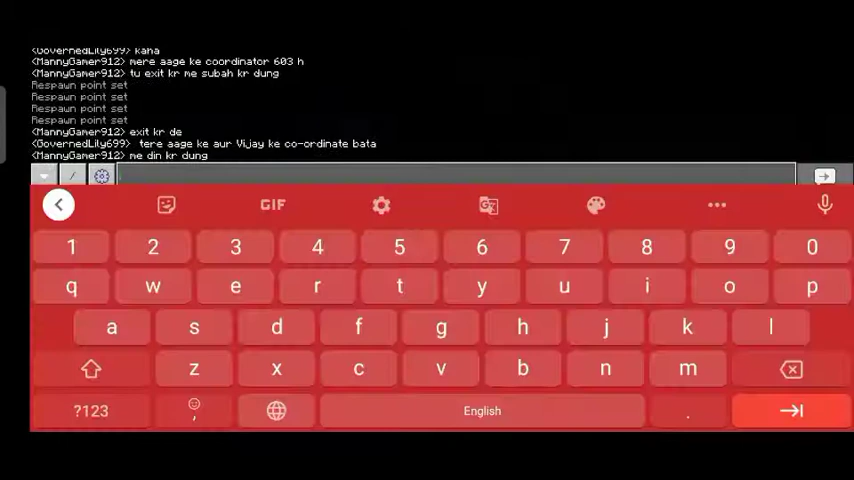 <GovernedLily699> kaha
<MannyGamer912> mere aage ke coordinator 603 h
<MannyGamer912> tu exit kr me subah kr dung
Respawn point set
Respawn point set
Respawn point set
Respawn point set
<MannyGamer912> exit kr de
<GovernedLily699> tere aage ke aur Vijay ke co-ordinate bata
<MannyGamer912> me din kr dung
/
GIF
1 2 3 4 5 6 7 8 9 0
q w e r t y u i o p
a s d f g h j k l
z x c v b n m
?123 , English .